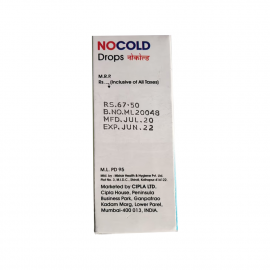 NOCOLD
Drops नोकोल्ड
M.R.P.
Rs....(Inclusive of All Taxes)
RS.67-50
B.NO.ML20048
MFD.JUL.20
EXP.JUN.22
M.L. PD 95
Marketed by CIPLA LTD.
Cipla House, Peninsula
Business Park, Ganpatrao
Kadam Marg, Lower Parel,
Mumbai-400 013, INDIA.